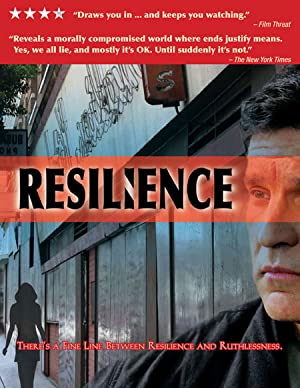 ★★★★ "Draws you in ... and keeps you watching."
– Film Threat
"Reveals a morally compromised world where ends justify means.
Yes, we all lie, and mostly it's OK. Until suddenly it's not."
– The New York Times
RESILIENCE
There's a Fine Line Between Resilience and Ruthlessness.